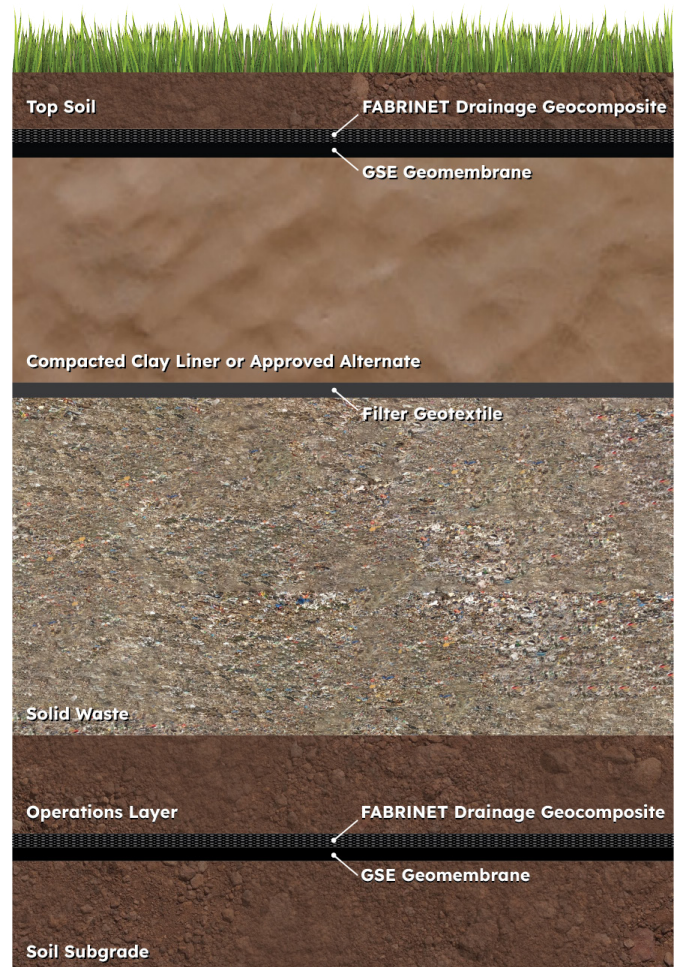 Top Soil
FABRINET Drainage Geocomposite
GSE Geomembrane
Compacted Clay Liner or Approved Alternate
Filter Geotextile
Solid Waste
Operations Layer
FABRINET Drainage Geocomposite
GSE Geomembrane
Soil Subgrade